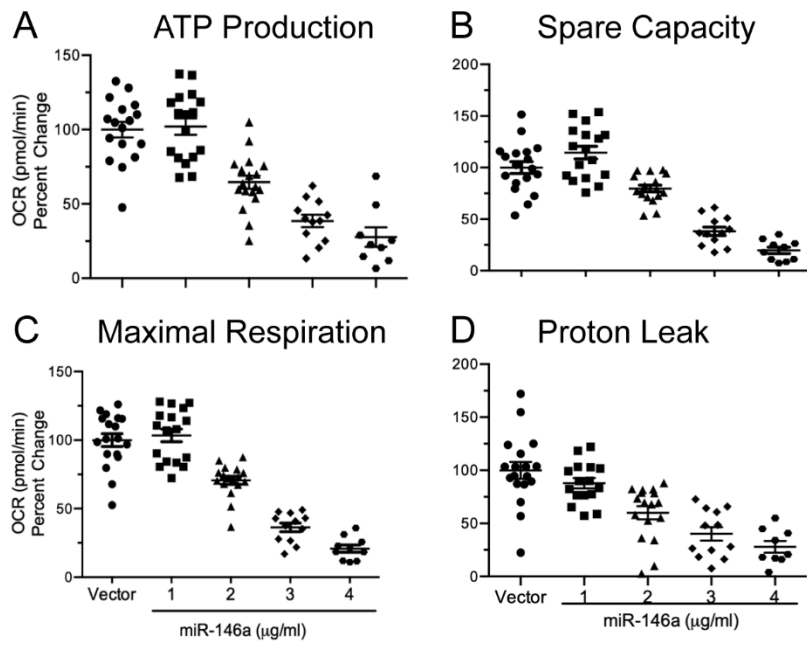 A ATP Production
150
100
50
0
OCR (pmol/min)
Percent Change
B Spare Capacity
200
150
100
50
0
C Maximal Respiration
150
100
50
0
OCR (pmol/min)
Percent Change
Vector 1 2 3 4
miR-146a (μg/ml)
D Proton Leak
200
150
100
50
0
Vector 1 2 3 4
miR-146a (μg/ml)